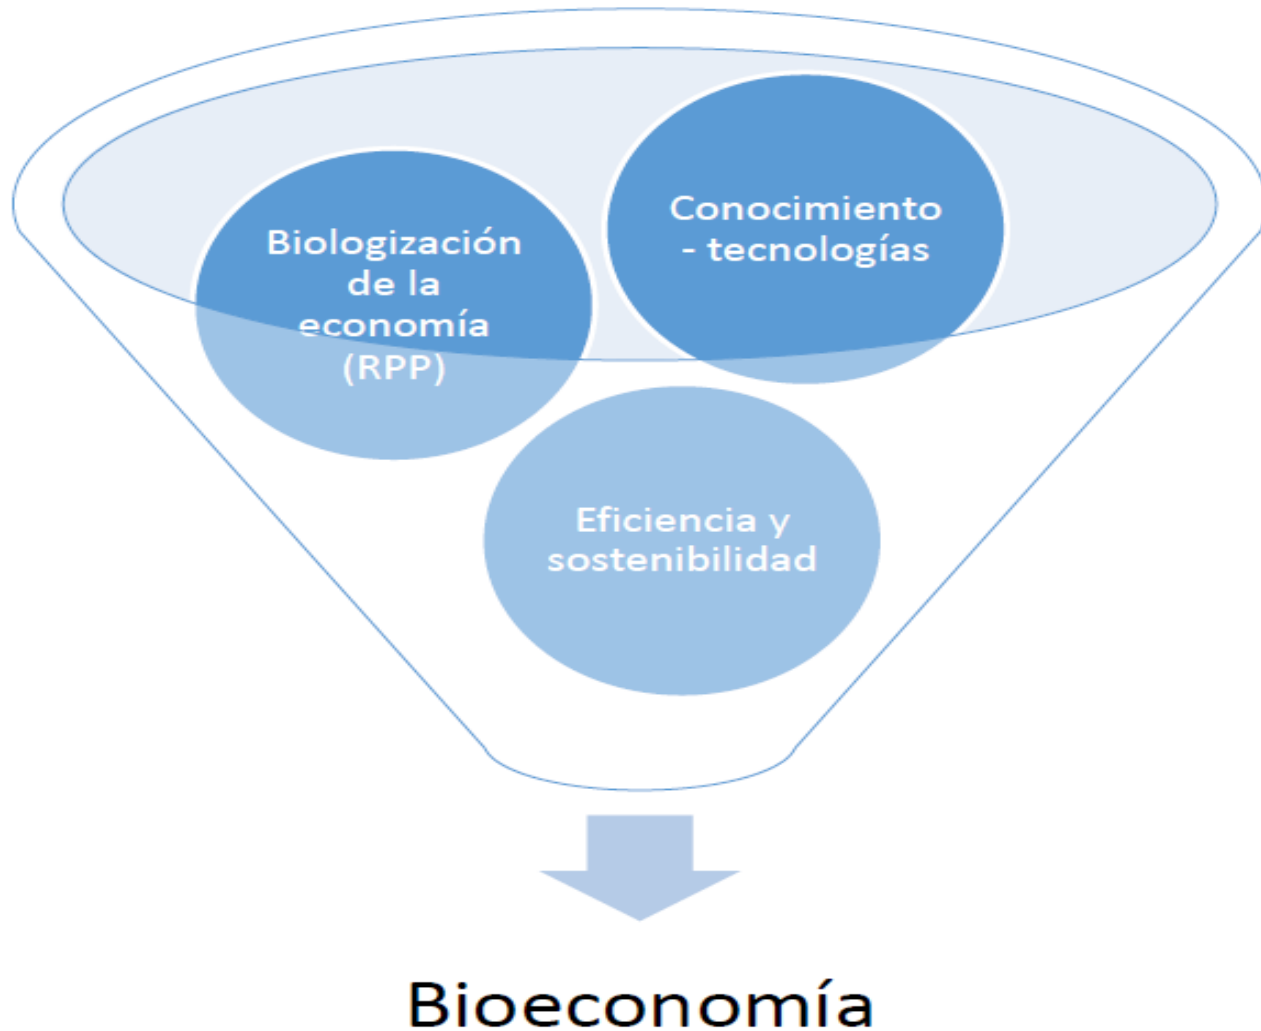 Biologización
de la
economía
(RPP)
Conocimiento
- tecnologías
Eficiencia y
sostenibilidad
Bioeconomía